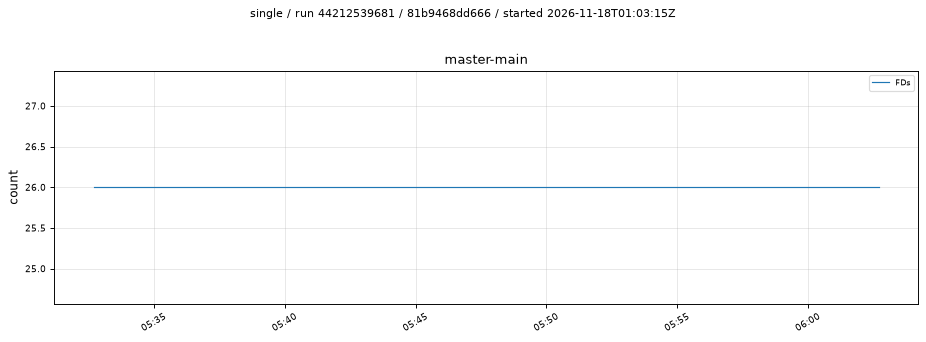 single / run 44212539681 / 81b9468dd666 / started 2026-11-18T01:03:15Z
master-main
FDs
count
27.0
26.5
26.0
25.5
25.0
05:35
05:40
05:45
05:50
05:55
06:00